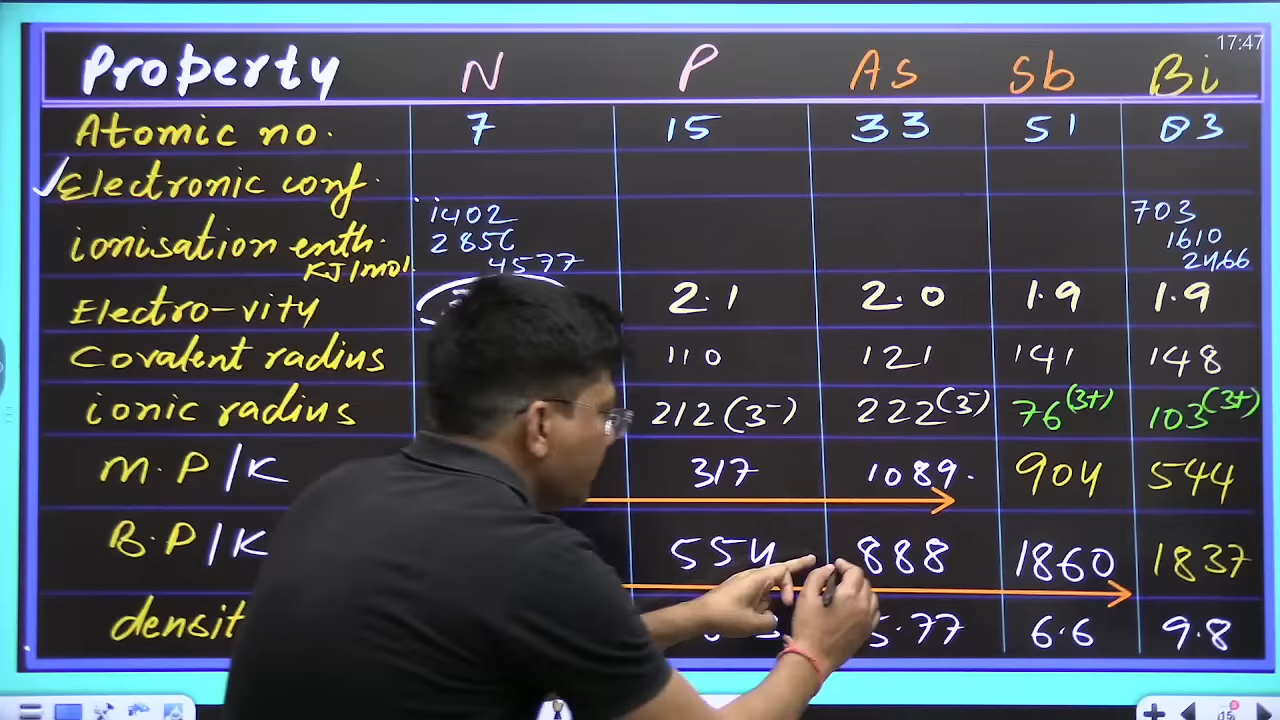 17:47
Property N P As Sb Bi
Atomic no. 7 15 33 51 83
Electronic conf.
ionisation enth. KJ/mol 1402 2856 4577 703 1610 2466
Electro-vity 2.1 2.0 1.9 1.9
Covalent radius 110 121 141 148
ionic radius 212(3-) 222(3-) 76(3+) 103(3+)
M.P/K 317 1089. 904 544
B.P/K 554 888 1860 1837
densit 5.77 6.6 9.8